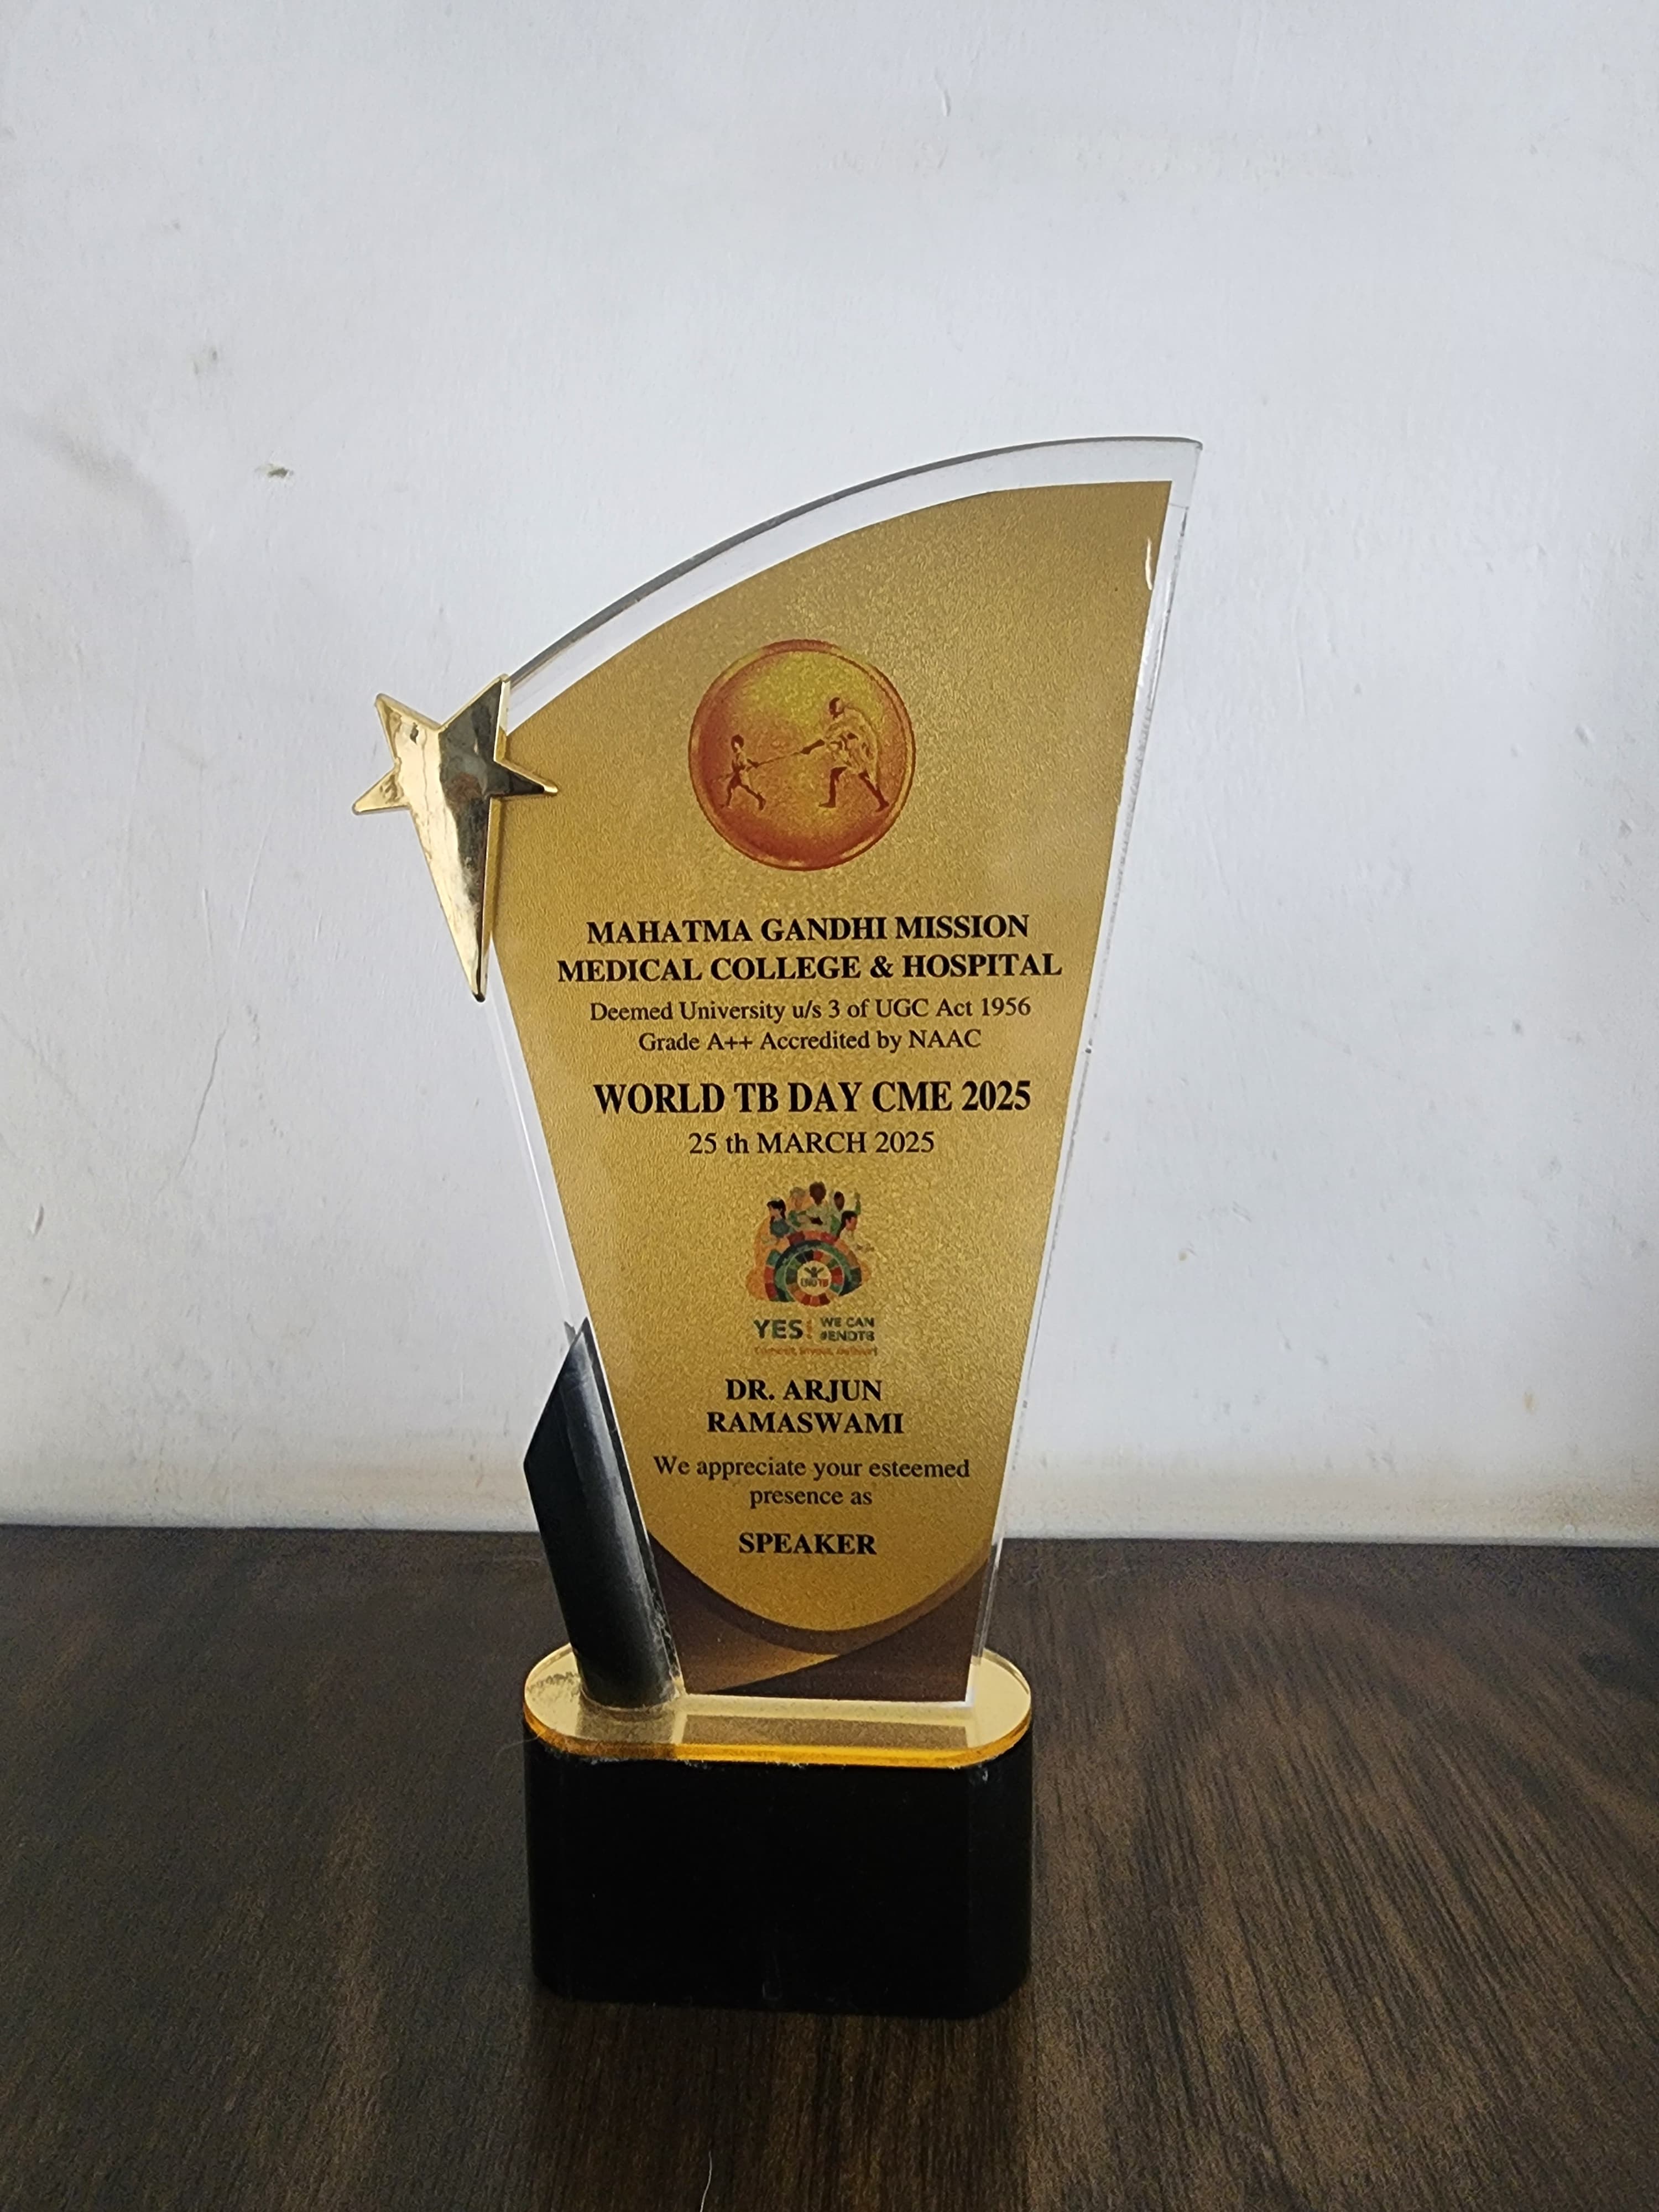 MAHATMA GANDHI MISSION
MEDICAL COLLEGE & HOSPITAL
Deemed University u/s 3 of UGC Act 1956
Grade A++ Accredited by NAAC
WORLD TB DAY CME 2025
25 th MARCH 2025
END TB
YES! WE CAN
#ENDTB
DR. ARJUN
RAMASWAMI
We appreciate your esteemed
presence as
SPEAKER